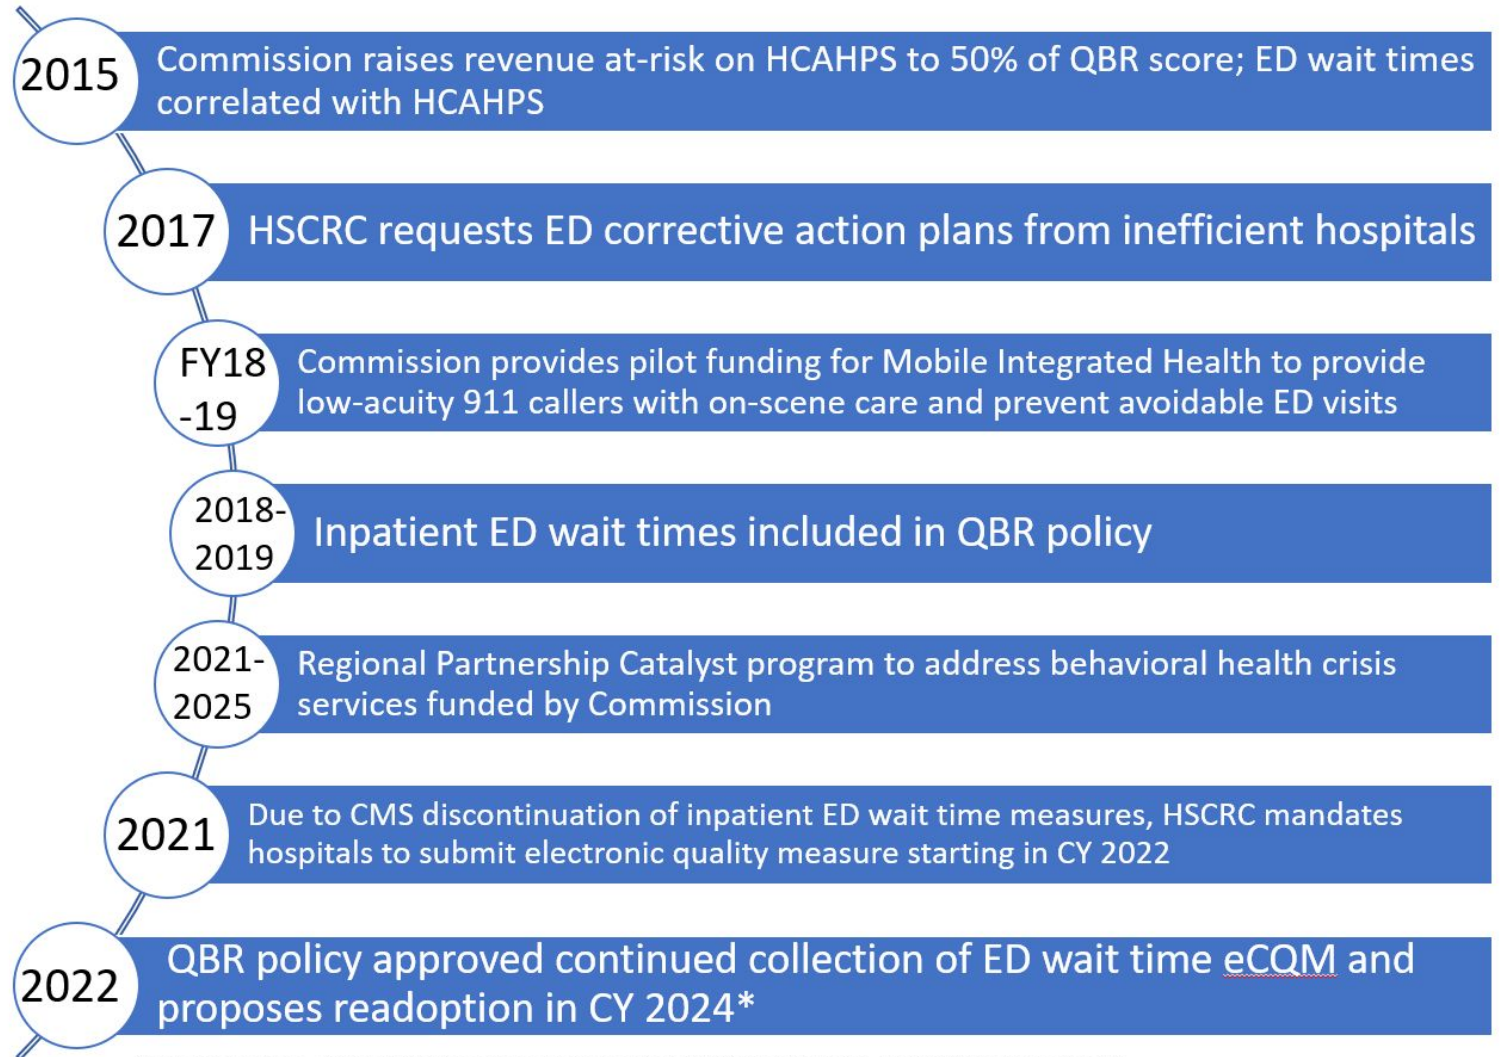 2015
Commission raises revenue at-risk on HCAHPS to 50% of QBR score; ED wait times
correlated with HCAHPS
2017
HSCRC requests ED corrective action plans from inefficient hospitals
FY18
-19
Commission provides pilot funding for Mobile Integrated Health to provide
low-acuity 911 callers with on-scene care and prevent avoidable ED visits
2018-
2019
Inpatient ED wait times included in QBR policy
2021-
2025
Regional Partnership Catalyst program to address behavioral health crisis
services funded by Commission
2021
Due to CMS discontinuation of inpatient ED wait time measures, HSCRC mandates
hospitals to submit electronic quality measure starting in CY 2022
2022
QBR policy approved continued collection of ED wait time eCQM and
proposes readoption in CY 2024*